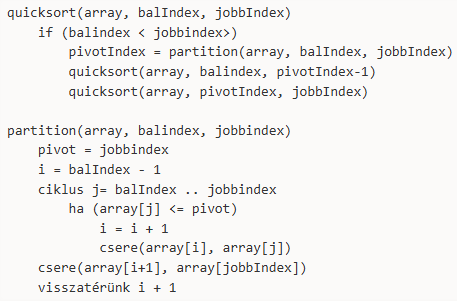 quicksort(array, balIndex, jobbIndex)
if (balindex < jobbindex>)
pivotIndex = partition(array, balIndex, jobbIndex)
quicksort(array, balindex, pivotIndex-1)
quicksort(array, pivotIndex, jobbIndex)
partition(array, balindex, jobbindex)
pivot = jobbindex
i = balIndex - 1
ciklus j= balIndex .. jobbindex
ha (array[j] <= pivot)
i = i + 1
csere(array[i], array[j])
csere(array[i+1], array[jobbIndex])
visszatérünk i + 1